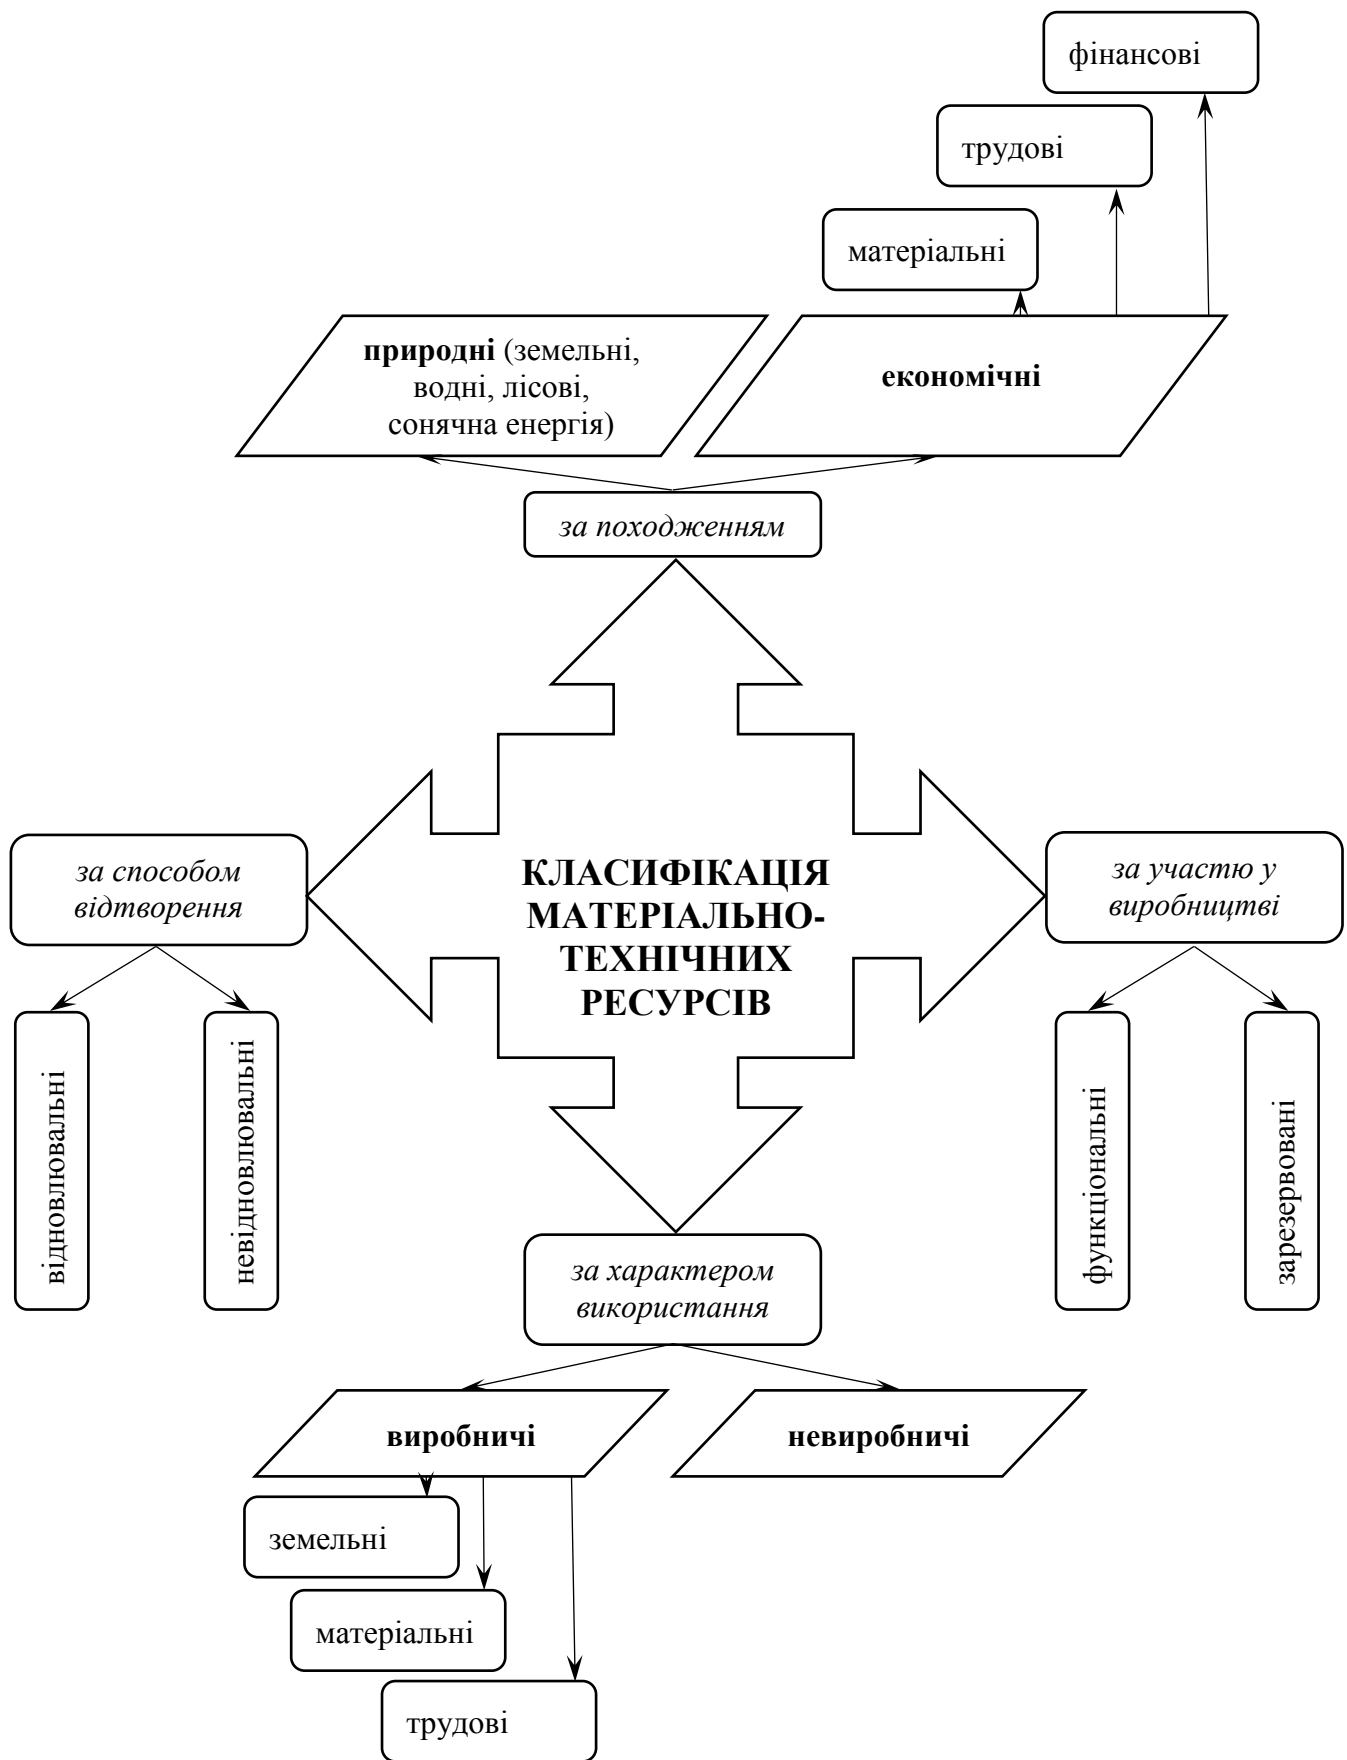 фінансові
трудові
матеріальні
природні (земельні,
водні, лісові,
сонячна енергія)
економічні
за походженням
КЛАСИФІКАЦІЯ
МАТЕРІАЛЬНО-
ТЕХНІЧНИХ
РЕСУРСІВ
за способом
відтворення
за участю у
виробництві
відновлювальні
невідновлювальні
функціональні
зарезервовані
за характером
використання
виробничі
невиробничі
земельні
матеріальні
трудові